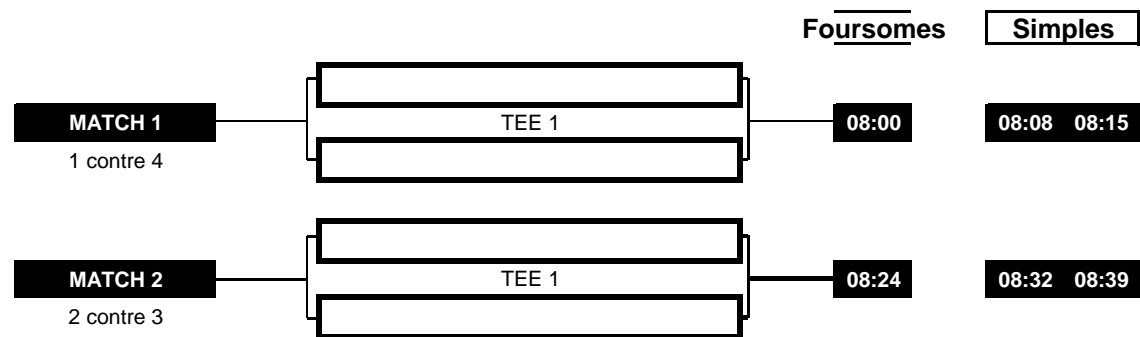 Foursomes Simples
MATCH 1 TEE 1 08:00 08:08 08:15
1 contre 4
MATCH 2 TEE 1 08:24 08:32 08:39
2 contre 3